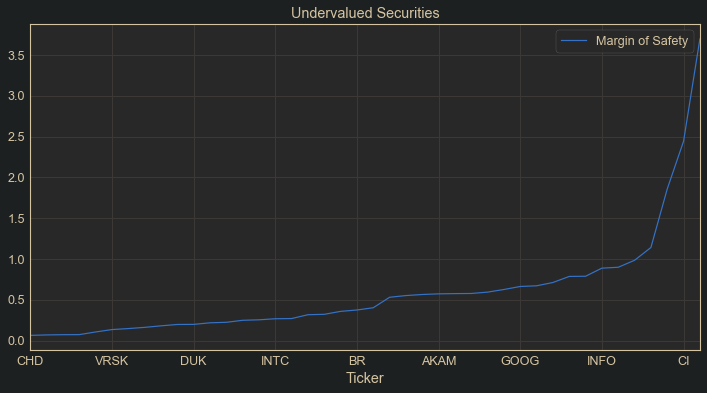 Undervalued Securities
Margin of Safety
3.5
3.0
2.5
2.0
1.5
1.0
0.5
0.0
CHD VRSK DUK INTC BR AKAM GOOG INFO CI
Ticker